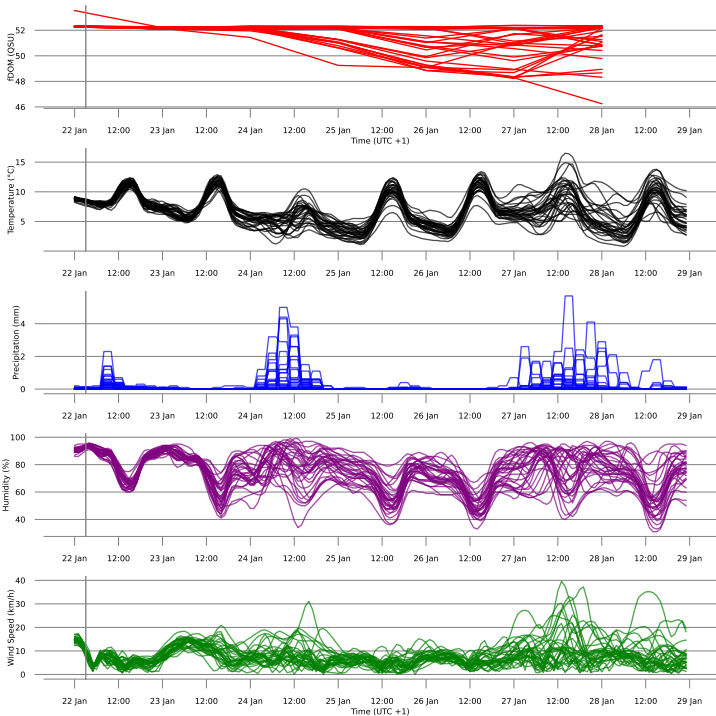 fDOM (QSU)
52
50
48
46
22 Jan 12:00 23 Jan 12:00 24 Jan 12:00 25 Jan 12:00 26 Jan 12:00 27 Jan 12:00 28 Jan 12:00 29 Jan
Time (UTC +1)
Temperature (°C)
15
10
5
22 Jan 12:00 23 Jan 12:00 24 Jan 12:00 25 Jan 12:00 26 Jan 12:00 27 Jan 12:00 28 Jan 12:00 29 Jan
Precipitation (mm)
4
2
0
22 Jan 12:00 23 Jan 12:00 24 Jan 12:00 25 Jan 12:00 26 Jan 12:00 27 Jan 12:00 28 Jan 12:00 29 Jan
Humidity (%)
100
80
60
40
22 Jan 12:00 23 Jan 12:00 24 Jan 12:00 25 Jan 12:00 26 Jan 12:00 27 Jan 12:00 28 Jan 12:00 29 Jan
Wind Speed (km/h)
40
30
20
10
0
22 Jan 12:00 23 Jan 12:00 24 Jan 12:00 25 Jan 12:00 26 Jan 12:00 27 Jan 12:00 28 Jan 12:00 29 Jan
Time (UTC +1)